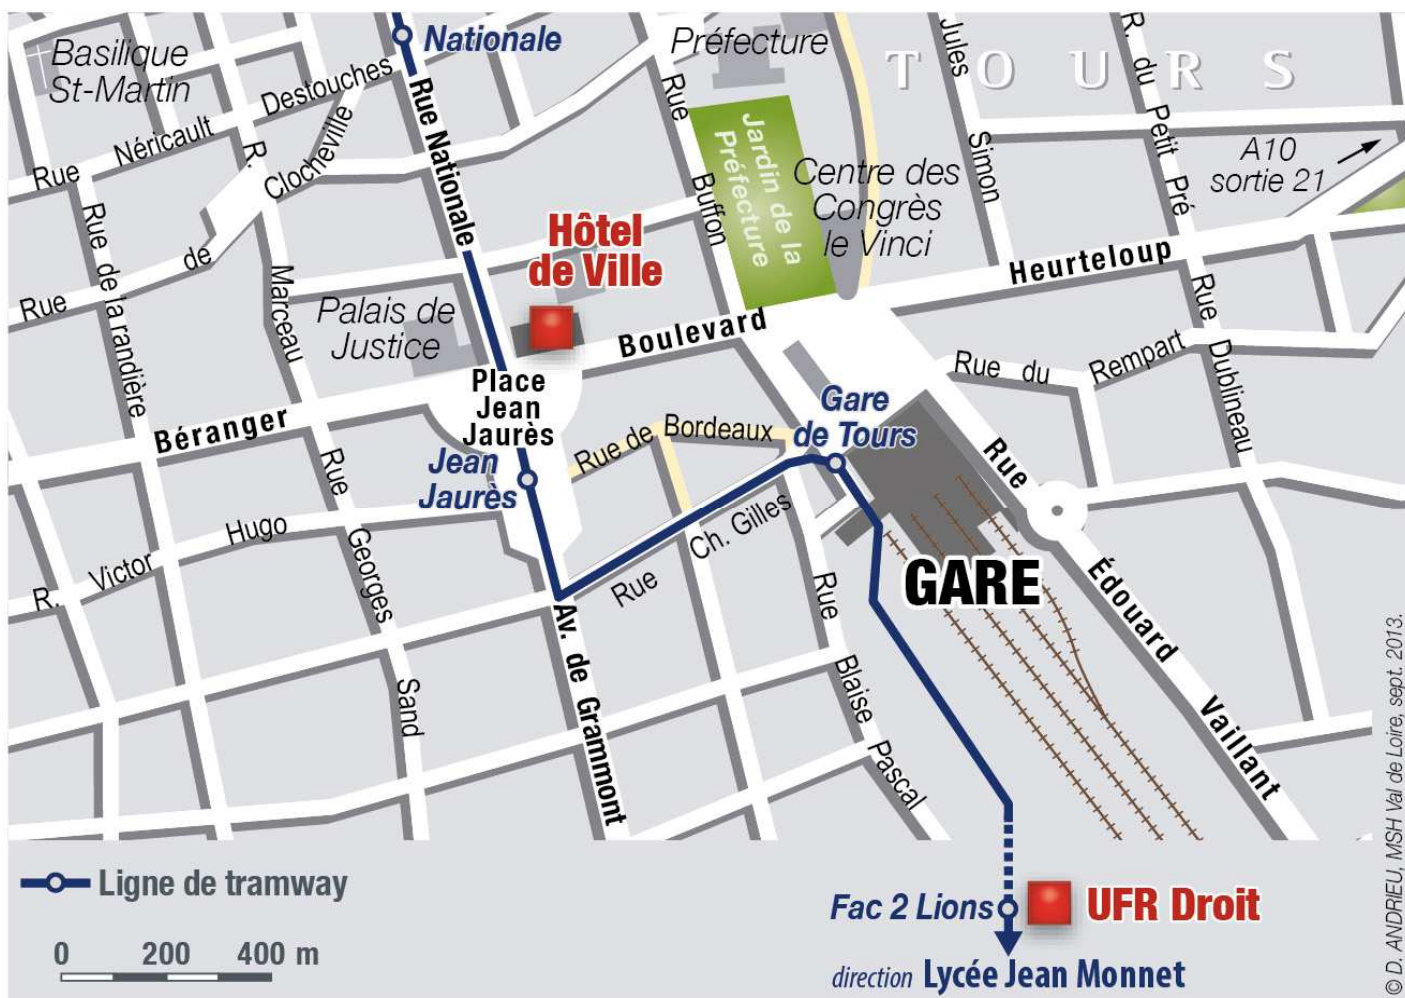 Basilique
St-Martin
Nationale
Préfecture
TOURS
Jules
Simon
R. du Petit Pré
A10
sortie 21
Rue Néricault Destouches
Rue Nationale
R.
Marceau
Rue de Clocheville
Rue de la randière
Rue
Buffon
Jardin de la
Préfecture
Centre des
Congrès
le Vinci
Hôtel
de Ville
Palais de
Justice
Boulevard
Heurteloup
Béranger
Place
Jean
Jaurès
Jean
Jaurès
Rue de Bordeaux
Gare
de Tours
Rue du Rempart
Rue Dublineau
R. Victor Hugo
Rue
Georges
Sand
Rue Ch. Gilles
Av. de Grammont
Rue
Blaise
Pascal
GARE
Rue
Édouard
Vaillant
Ligne de tramway
0 200 400 m
Fac 2 Lions
UFR Droit
direction Lycée Jean Monnet
© D. ANDRIEU, MSH Val de Loire, sept. 2013.